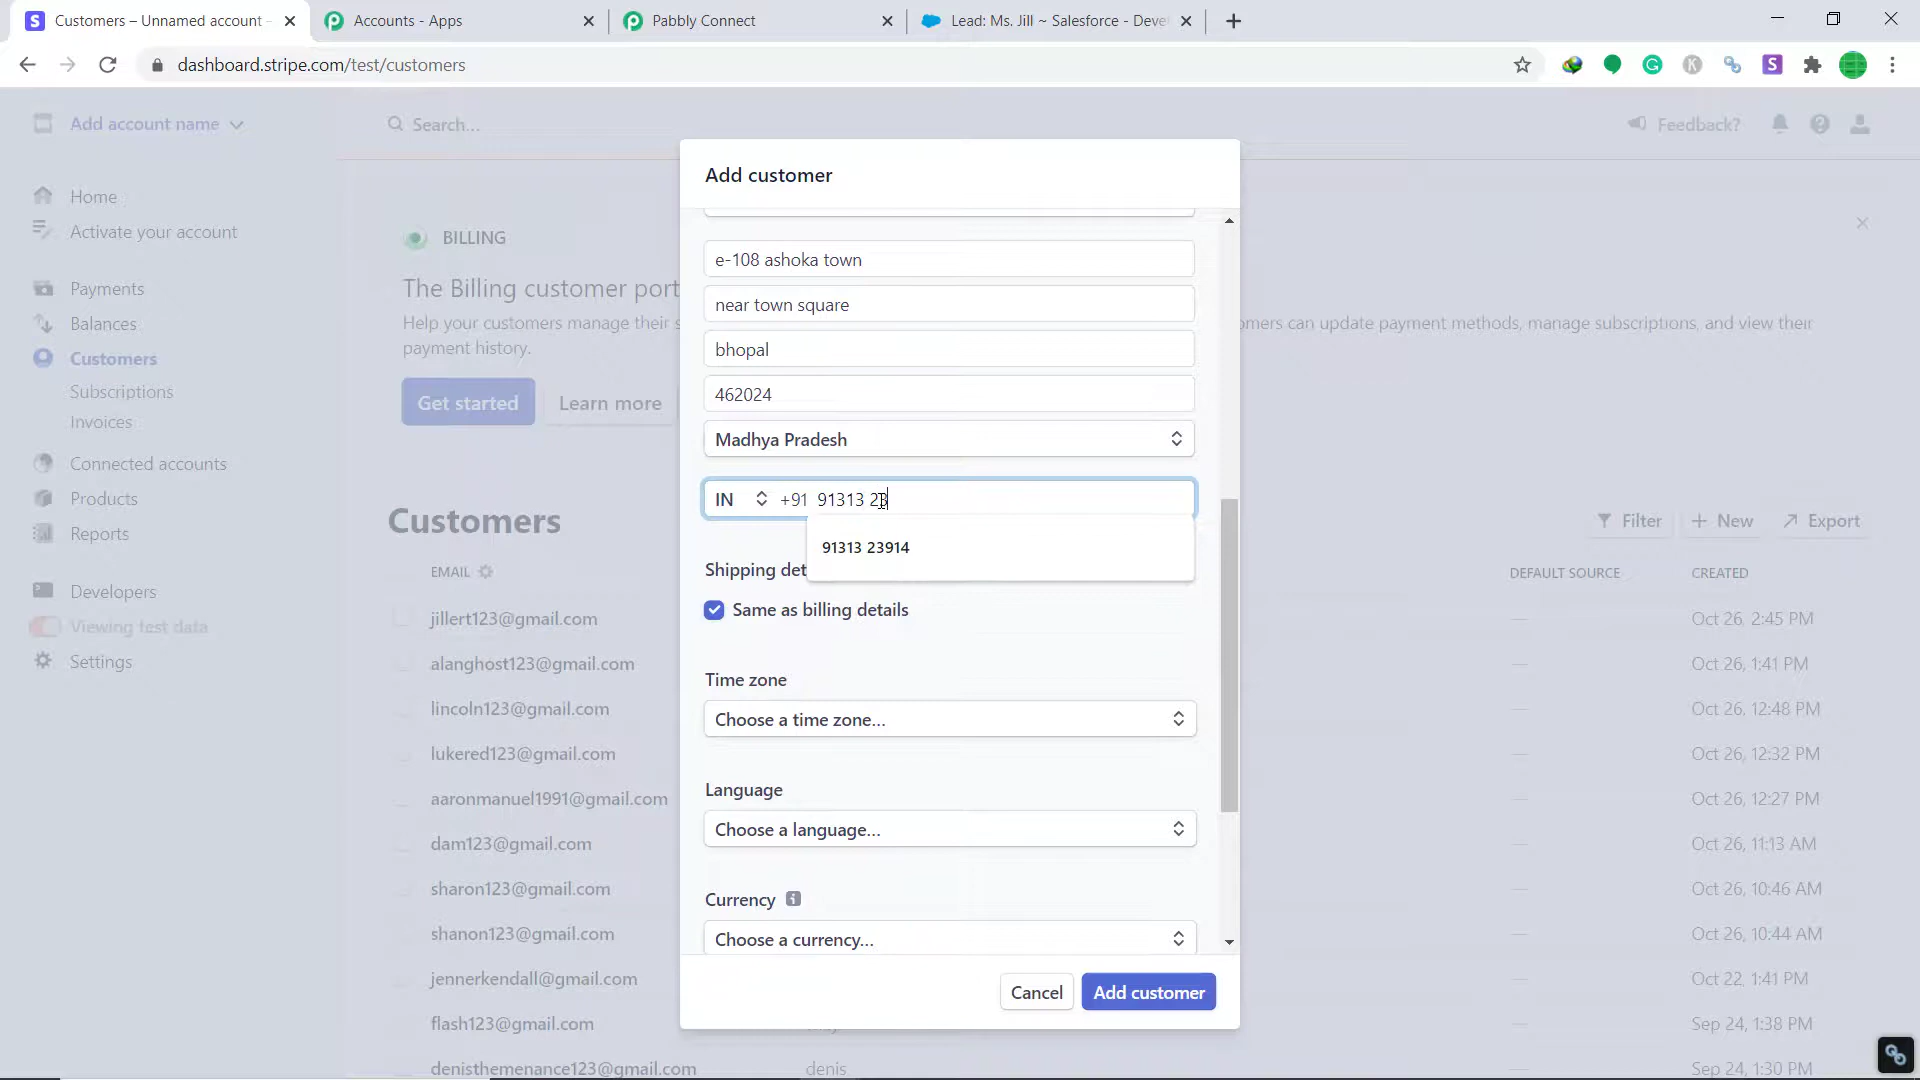 Customers – Unnamed account -
Accounts - Apps
Pabbly Connect
Lead: Ms. Jill ~ Salesforce - Deve
dashboard.stripe.com/test/customers
Add account name
Search...
Feedback?
Home
Activate your account
Payments
Balances
Customers
Subscriptions
Invoices
Connected accounts
Products
Reports
Developers
Viewing test data
Settings
BILLING
The Billing customer port
Help your customers manage their s
omers can update payment methods, manage subscriptions, and view their
payment history.
Get started
Learn more
Customers
Filter
New
Export
EMAIL
DEFAULT SOURCE
CREATED
jillert123@gmail.com
—
Oct 26, 2:45 PM
alanghost123@gmail.com
—
Oct 26, 1:41 PM
lincoln123@gmail.com
—
Oct 26, 12:48 PM
lukered123@gmail.com
—
Oct 26, 12:32 PM
aaronmanuel1991@gmail.com
—
Oct 26, 12:27 PM
dam123@gmail.com
—
Oct 26, 11:13 AM
sharon123@gmail.com
—
Oct 26, 10:46 AM
shanon123@gmail.com
—
Oct 26, 10:44 AM
jennerkendall@gmail.com
—
Oct 22, 1:41 PM
flash123@gmail.com
—
Sep 24, 1:38 PM
denisthemenance123@gmail.com
denis
—
Sep 24, 1:30 PM
Add customer
e-108 ashoka town
near town square
bhopal
462024
Madhya Pradesh
IN
+91 91313 23
91313 23914
Shipping det
Same as billing details
Time zone
Choose a time zone...
Language
Choose a language...
Currency
Choose a currency...
Cancel
Add customer